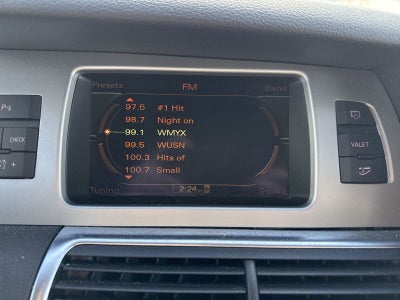 Presets FM Band
97.5 #1 Hit
98.7 Night on
99.1 WMYX
99.5 WUSN
100.3 Hits of
100.7 Small
Tuning 2:24 Sound
CHECK
VALET